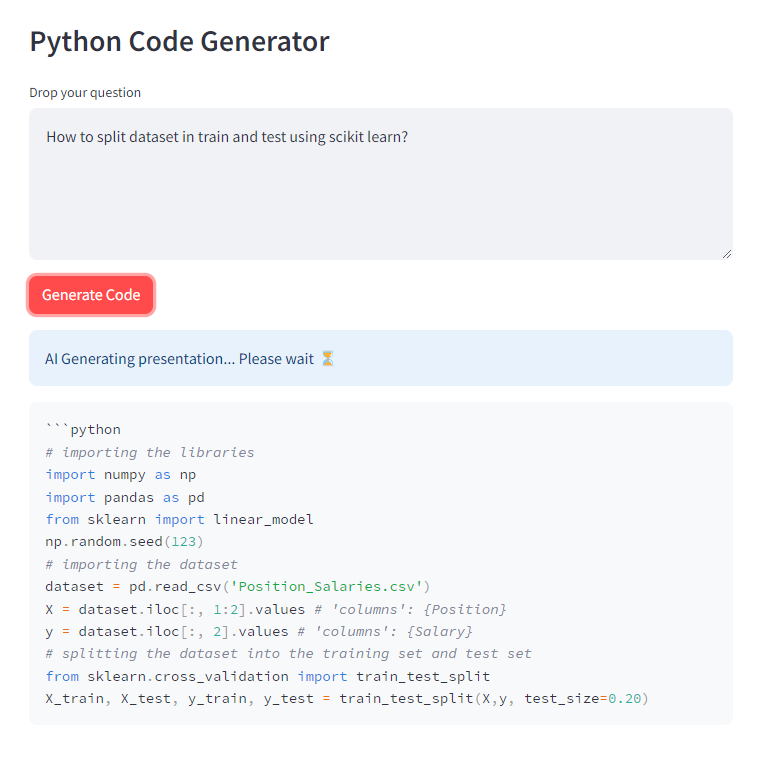 Python Code Generator
Drop your question
How to split dataset in train and test using scikit learn?
Generate Code
AI Generating presentation... Please wait ⏳
```python
# importing the libraries
import numpy as np
import pandas as pd
from sklearn import linear_model
np.random.seed(123)
# importing the dataset
dataset = pd.read_csv('Position_Salaries.csv')
X = dataset.iloc[:, 1:2].values # 'columns': {Position}
y = dataset.iloc[:, 2].values # 'columns': {Salary}
# splitting the dataset into the training set and test set
from sklearn.cross_validation import train_test_split
X_train, X_test, y_train, y_test = train_test_split(X,y, test_size=0.20)